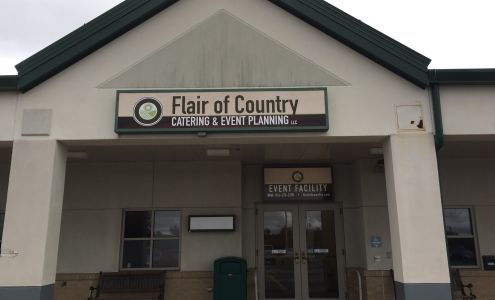 Flair of Country
CATERING & EVENT PLANNING LLC
EVENT FACILITY